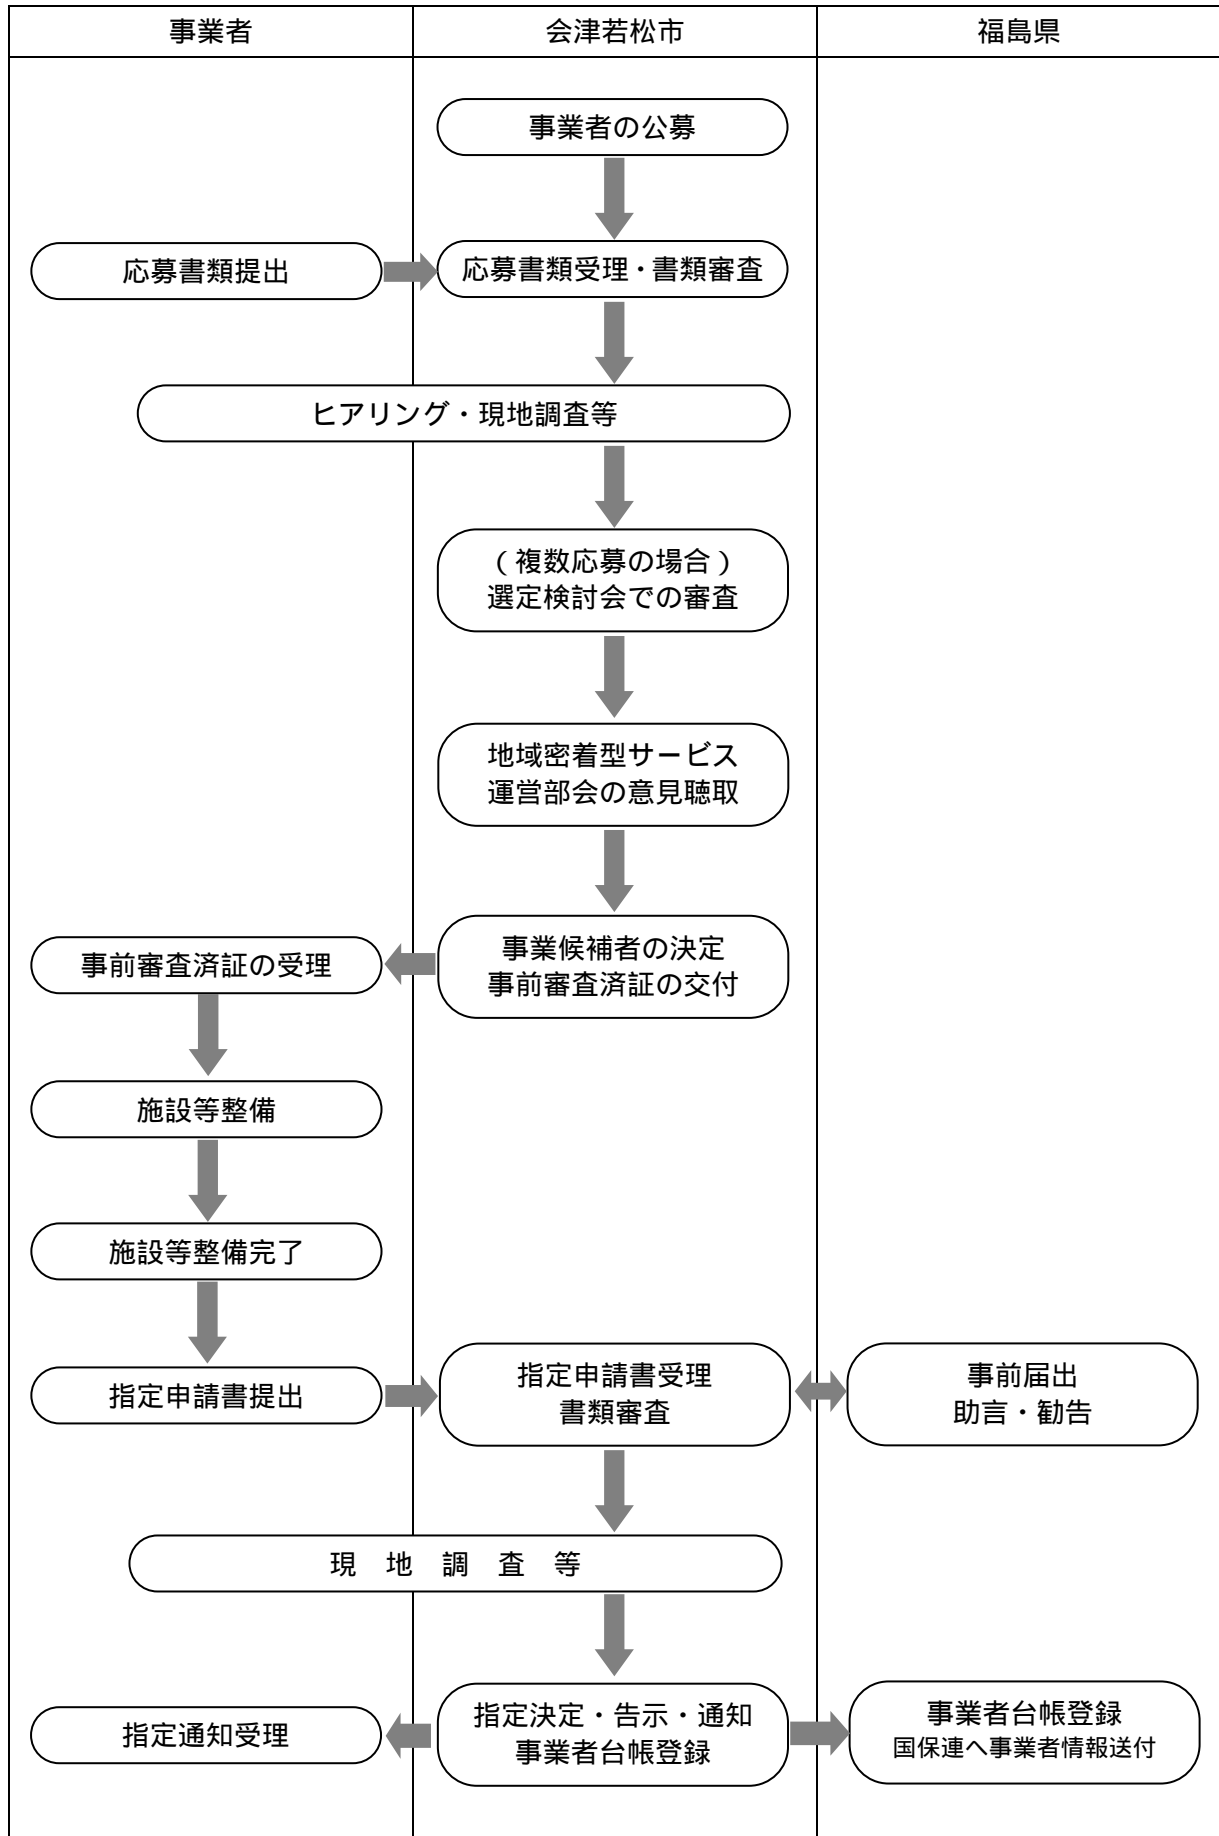 事業者
会津若松市
福島県
事業者の公募
応募書類提出
応募書類受理・書類審査
ヒアリング・現地調査等
（複数応募の場合）
選定検討会での審査
地域密着型サービス
運営部会の意見聴取
事前審査済証の受理
事業候補者の決定
事前審査済証の交付
施設等整備
施設等整備完了
指定申請書提出
指定申請書受理
書類審査
事前届出
助言・勧告
現　地　調　査　等
指定通知受理
指定決定・告示・通知
事業者台帳登録
事業者台帳登録
国保連へ事業者情報送付